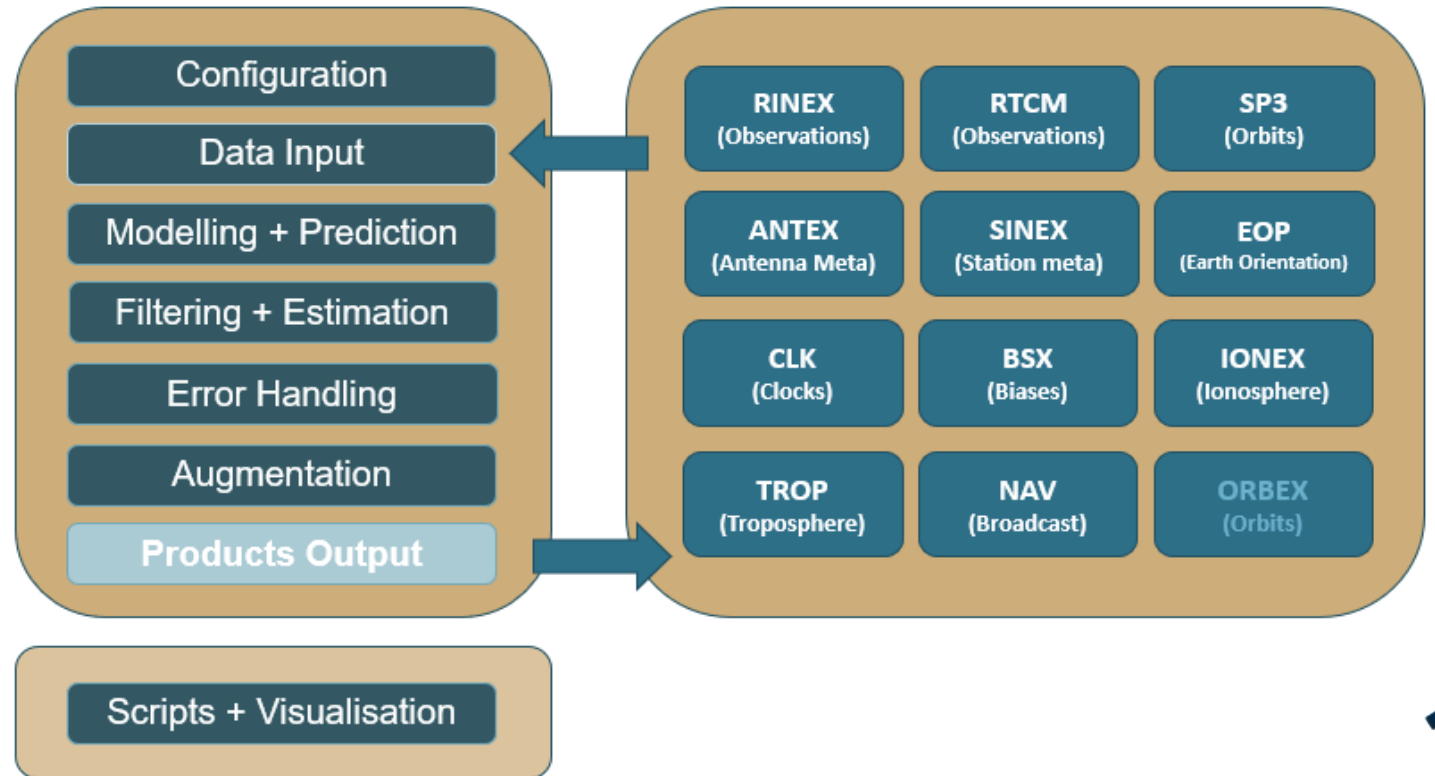 Configuration
Data Input
Modelling + Prediction
Filtering + Estimation
Error Handling
Augmentation
Products Output
Scripts + Visualisation
RINEX
(Observations)
RTCM
(Observations)
SP3
(Orbits)
ANTEX
(Antenna Meta)
SINEX
(Station meta)
EOP
(Earth Orientation)
CLK
(Clocks)
BSX
(Biases)
IONEX
(Ionosphere)
TROP
(Troposphere)
NAV
(Broadcast)
ORBEX
(Orbits)